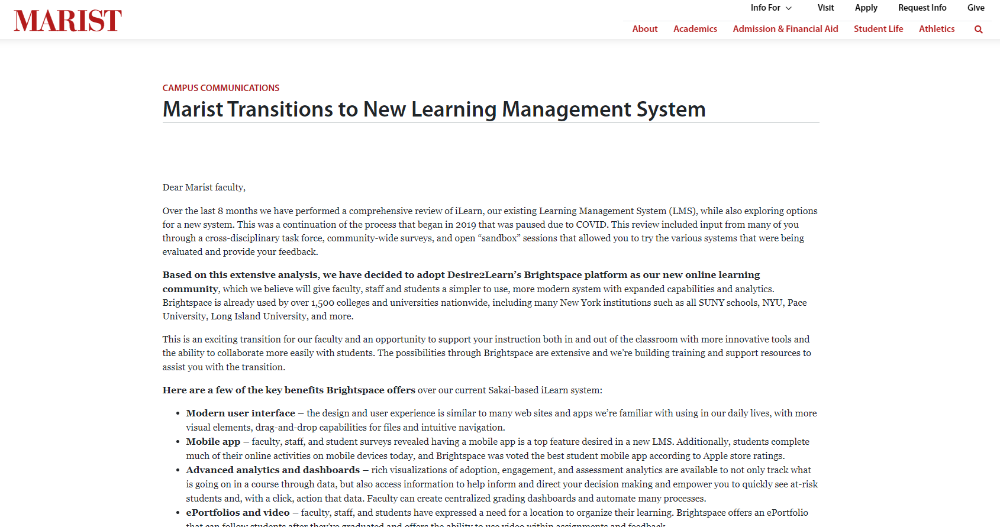 MARIST
Info For
Visit
Apply
Request Info
Give
About
Academics
Admission & Financial Aid
Student Life
Athletics
CAMPUS COMMUNICATIONS
Marist Transitions to New Learning Management System
Dear Marist faculty,
Over the last 8 months we have performed a comprehensive review of iLearn, our existing Learning Management System (LMS), while also exploring options
for a new system. This was a continuation of the process that began in 2019 that was paused due to COVID. This review included input from many of you
through a cross-disciplinary task force, community-wide surveys, and open “sandbox” sessions that allowed you to try the various systems that were being
evaluated and provide your feedback.
Based on this extensive analysis, we have decided to adopt Desire2Learn’s Brightspace platform as our new online learning
community, which we believe will give faculty, staff and students a simpler to use, more modern system with expanded capabilities and analytics.
Brightspace is already used by over 1,500 colleges and universities nationwide, including many New York institutions such as all SUNY schools, NYU, Pace
University, Long Island University, and more.
This is an exciting transition for our faculty and an opportunity to support your instruction both in and out of the classroom with more innovative tools and
the ability to collaborate more easily with students. The possibilities through Brightspace are extensive and we’re building training and support resources to
assist you with the transition.
Here are a few of the key benefits Brightspace offers over our current Sakai-based iLearn system:
• Modern user interface – the design and user experience is similar to many web sites and apps we’re familiar with using in our daily lives, with more
visual elements, drag-and-drop capabilities for files and intuitive navigation.
• Mobile app – faculty, staff, and student surveys revealed having a mobile app is a top feature desired in a new LMS. Additionally, students complete
much of their online activities on mobile devices today, and Brightspace was voted the best student mobile app according to Apple store ratings.
• Advanced analytics and dashboards – rich visualizations of adoption, engagement, and assessment analytics are available to not only track what
is going on in a course through data, but also access information to help inform and direct your decision making and empower you to quickly see at-risk
students and, with a click, action that data. Faculty can create centralized grading dashboards and automate many processes.
• ePortfolios and video – faculty, staff, and students have expressed a need for a location to organize their learning. Brightspace offers an ePortfolio
that can follow students after they’ve graduated and offers the ability to use video within assignments and feedback.